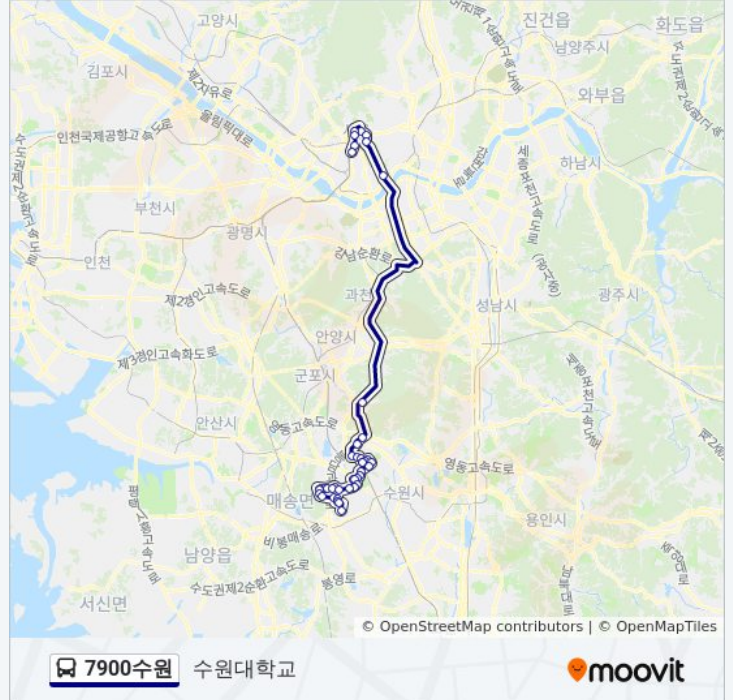 고양시
진건읍
화도읍
남양주시
김포시
제2자유로
와부읍
올림픽대로
인천국제공항고속도로
하남시
부천시
광명시
인천
강남순환로
과천
제2경인고속도로
성남시
광주시
안양시
제3경인고속화도로
군포시
안산시
영동고속도로
수원시
매송면
용인시
비봉매송로
남양읍
수도권제2순환고속도로
봉영로
서신면
© OpenStreetMap contributors | © OpenMapTiles
7900수원 수원대학교
moovit